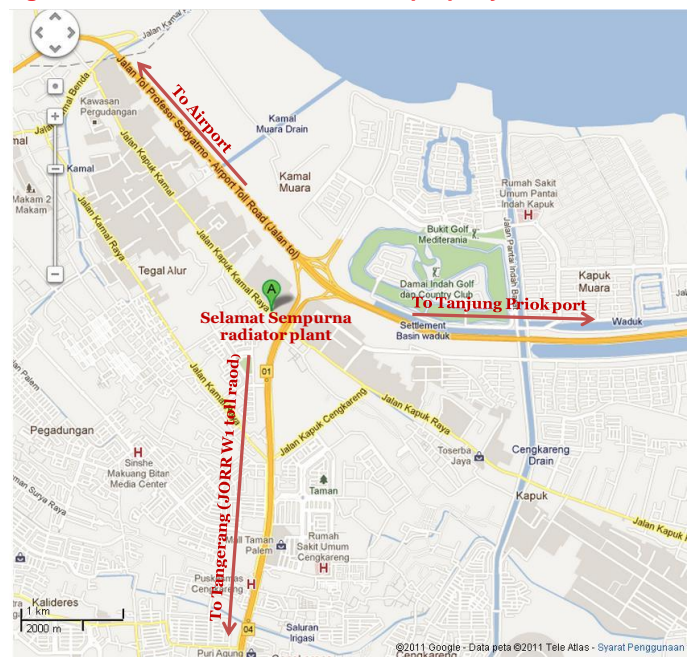 Kawasan
Pergudangan
Jalan Kamal Benda
Kamal
Makam 2
Makam
Jalan Tol Profesor Sedyatmo - Airport Toll Road (Jalan tol)
To Airport
Kamal
Muara Drain
Kamal
Muara
Jalan Kapuk Kamal
Jalan Kapuk Kamal Raya
Jalan Kamal Raya
Tegal Alur
A
Selamat Sempurna
radiator plant
Rumah Sakit
Umum Pantai
Indah Kapuk
H
Bukit Golf
Mediterania
Damai Indah Golf
dan Country Club
Jalan Pantai Indah B
Kapuk
Muara
To Tanjung Priok port
Settlement
Basin waduk
Waduk
01
To Tangerang (JORR W1 toll raod)
Jalan Kapuk Raya
Jalan Kapuk Cengkareng
Toserba
Jaya
Cengkareng
Drain
Kapuk
Pegadungan
H
Sinshe
Makuang Bitan
Media Center
Taman
Mall Taman
Palem
Rumah
Sakit Umum
Cengkareng
H
H
Kalideres
1 km
2000 m
04
Saluran
Irigasi
Puri Agung
©2011 Google - Data peta ©2011 Tele Atlas - Syarat Penggunaan